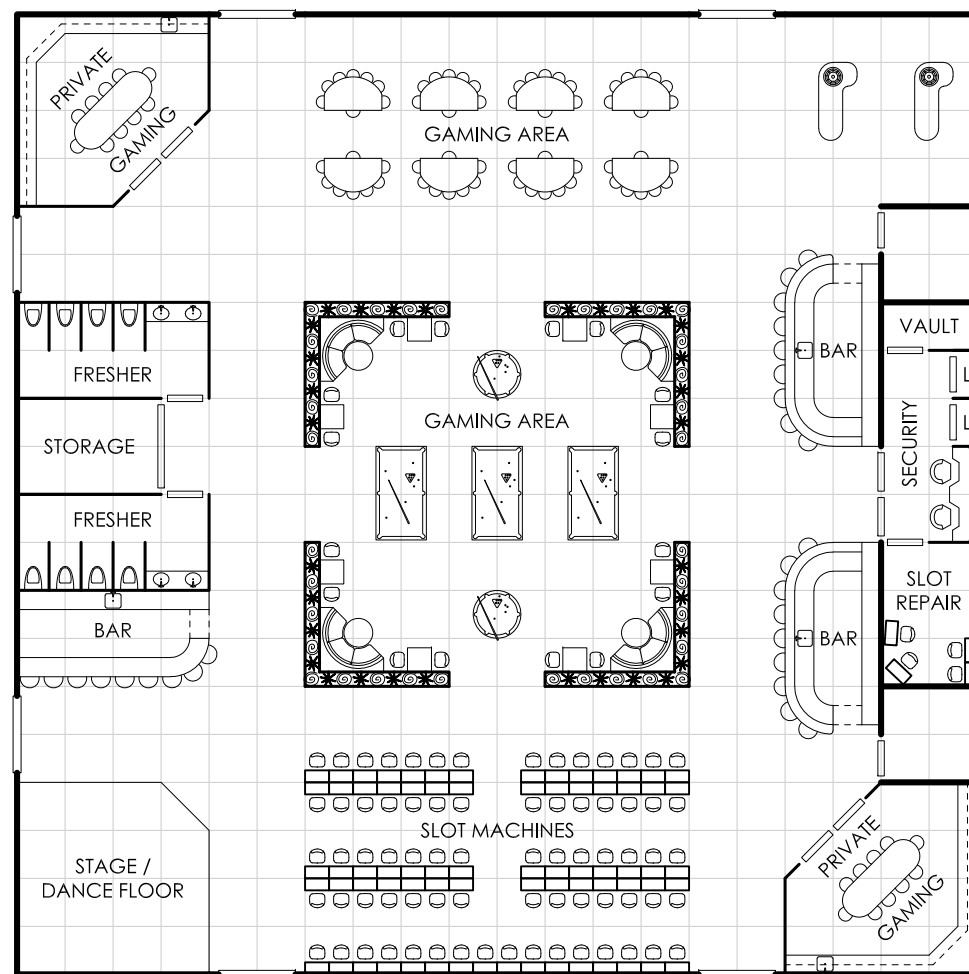 PRIVATE
GAMING
GAMING AREA
VAULT
BAR
FRESHER
L
GAMING AREA
L
STORAGE
SECURITY
FRESHER
SLOT
REPAIR
BAR
BAR
SLOT MACHINES
PRIVATE
GAMING
STAGE /
DANCE FLOOR